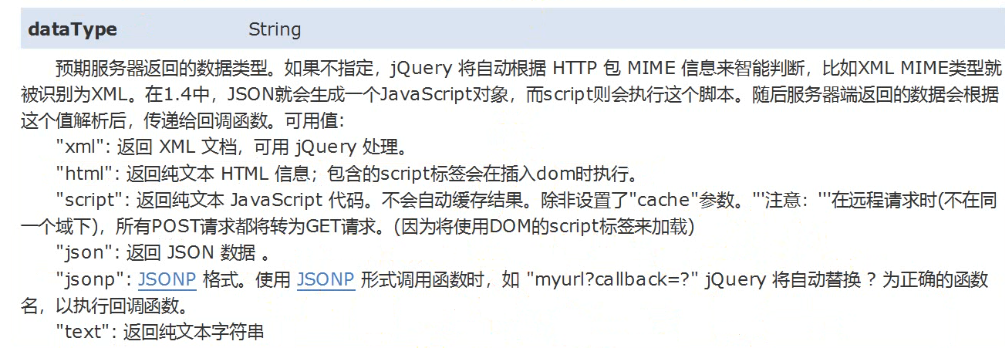 dataType String
预期服务器返回的数据类型。如果不指定，jQuery 将自动根据 HTTP 包 MIME 信息来智能判断，比如XML MIME类型就
被识别为XML。在1.4中，JSON就会生成一个JavaScript对象，而script则会执行这个脚本。随后服务器端返回的数据会根据
这个值解析后，传递给回调函数。可用值：
"xml": 返回 XML 文档，可用 jQuery 处理。
"html": 返回纯文本 HTML 信息；包含的script标签会在插入dom时执行。
"script": 返回纯文本 JavaScript 代码。不会自动缓存结果。除非设置了"cache"参数。'''注意：'''在远程请求时(不在同
一个域下)，所有POST请求都将转为GET请求。(因为将使用DOM的script标签来加载)
"json": 返回 JSON 数据 。
"jsonp": JSONP 格式。使用 JSONP 形式调用函数时，如 "myurl?callback=?" jQuery 将自动替换 ? 为正确的函数
名，以执行回调函数。
"text": 返回纯文本字符串